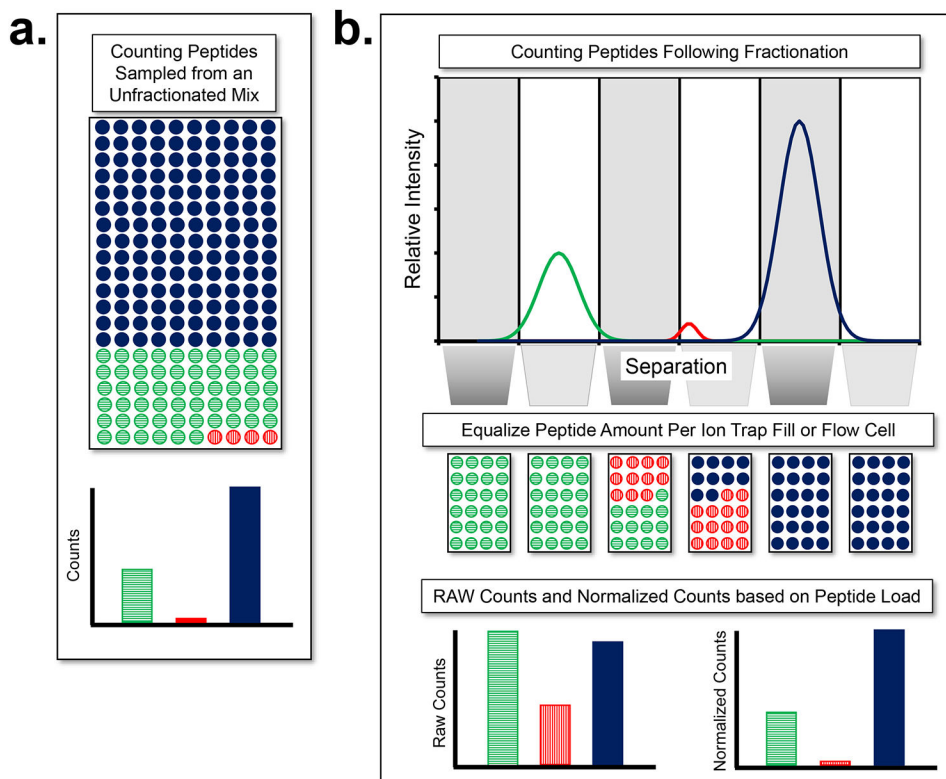 a.
Counting Peptides
Sampled from an
Unfractionated Mix
Counts
b.
Counting Peptides Following Fractionation
Relative Intensity
Separation
Equalize Peptide Amount Per Ion Trap Fill or Flow Cell
RAW Counts and Normalized Counts based on Peptide Load
Raw Counts
Normalized Counts